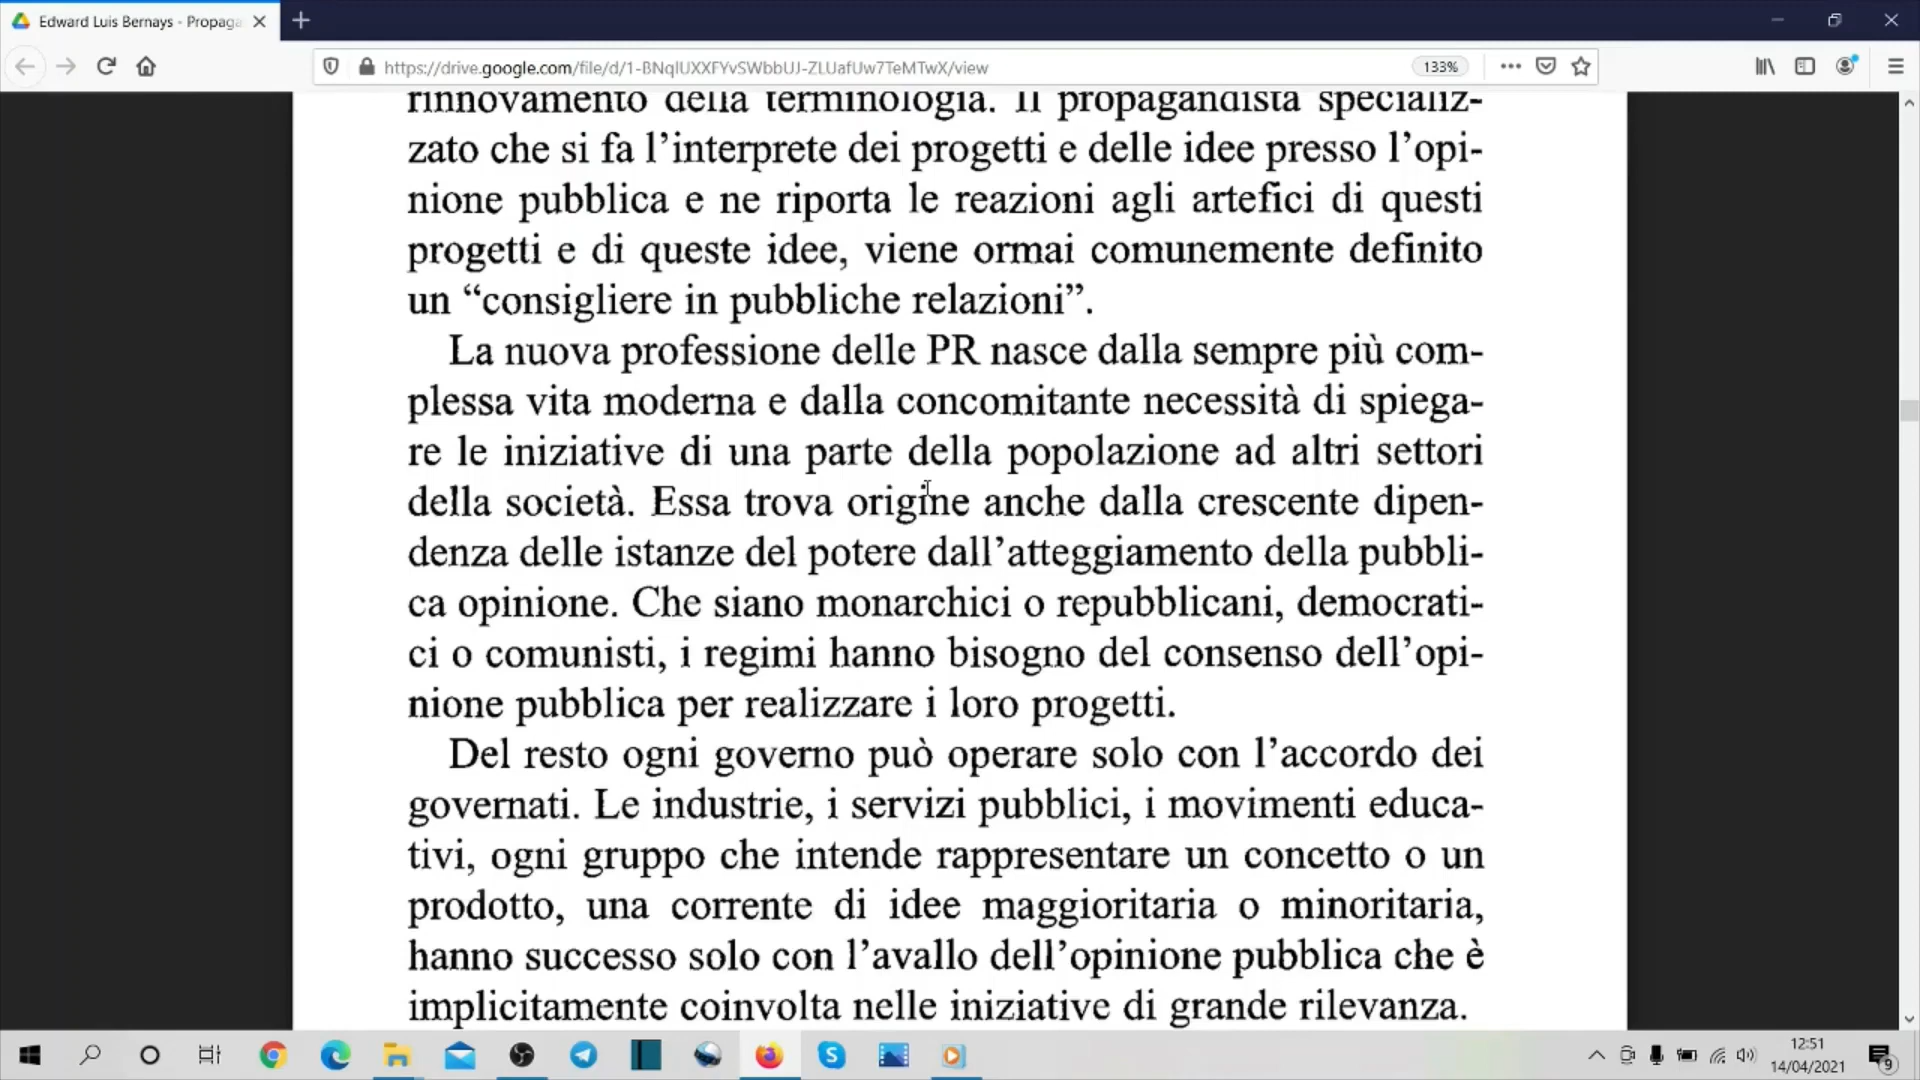 Edward Luis Bernays - Propaga
https://drive.google.com/file/d/1-BNqlUXXFYvSWbbUJ-ZLUafUw7TeMTwX/view
133%
rinnovamento della terminologia. Il propagandista specializ-
zato che si fa l’interprete dei progetti e delle idee presso l’opi-
nione pubblica e ne riporta le reazioni agli artefici di questi
progetti e di queste idee, viene ormai comunemente definito
un “consigliere in pubbliche relazioni”.
La nuova professione delle PR nasce dalla sempre più com-
plessa vita moderna e dalla concomitante necessità di spiega-
re le iniziative di una parte della popolazione ad altri settori
della società. Essa trova origine anche dalla crescente dipen-
denza delle istanze del potere dall’atteggiamento della pubbli-
ca opinione. Che siano monarchici o repubblicani, democrati-
ci o comunisti, i regimi hanno bisogno del consenso dell’opi-
nione pubblica per realizzare i loro progetti.
Del resto ogni governo può operare solo con l’accordo dei
governati. Le industrie, i servizi pubblici, i movimenti educa-
tivi, ogni gruppo che intende rappresentare un concetto o un
prodotto, una corrente di idee maggioritaria o minoritaria,
hanno successo solo con l’avallo dell’opinione pubblica che è
implicitamente coinvolta nelle iniziative di grande rilevanza.
12:51
14/04/2021
9